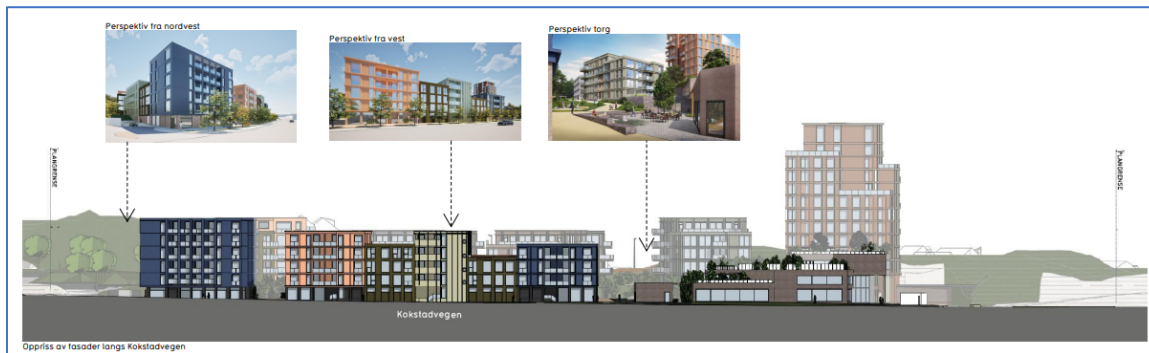 Perspektiv fra nordvest
Perspektiv fra vest
Perspektiv torg
PLANGRENSE
PLANGRENSE
Kokstadvegen
Oppriss av fasader langs Kokstadvegen